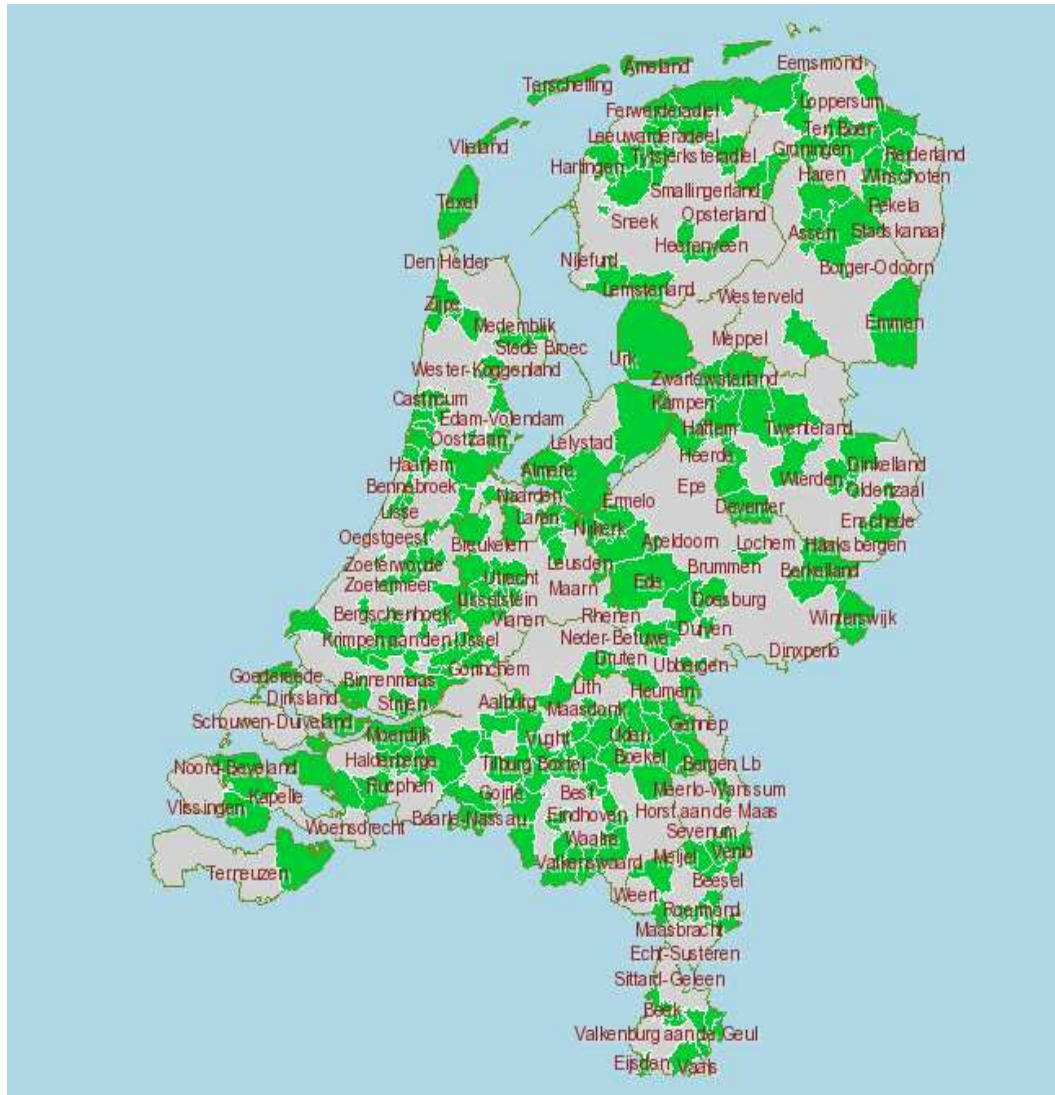 Eemsmond
Ameland
Terschelling
Loppersum
Ferwerderadiel
Ten Boer
Leeuwarderadeel
Vlieland
Groningen
Reiderland
Tytsjerksteradiel
Harlingen
Haren
Winschoten
Smallingerland
Texel
Pekela
Opsterland
Sneek
Stadskanaal
Assen
Heerenveen
Nijefurd
Den Helder
Borger-Odoorn
Lemsterland
Westerveld
Zijpe
Emmen
Medemblik
Meppel
Stede Broec
Urk
Wester-Koggenland
Zwartewaterland
Castricum
Kampen
Edam-Volendam
Hattem
Twenterand
Oostzaan
Lelystad
Heerde
Haarlem
Almere
Dinkelland
Wierden
Bennebroek
Epe
Oldenzaal
Naarden
Ermelo
Lisse
Deventer
Laren
Enschede
Nijkerk
Oegstgeest
Apeldoorn
Lochem
Haaksbergen
Breukelen
Zoeterwoude
Leusden
Brummen
Berkelland
Utrecht
Zoetermeer
Ede
Maarn
IJsselstein
Doesburg
Bergschenhoek
Rhenen
Winterswijk
Vianen
Duiven
Krimpen aan den IJssel
Neder-Betuwe
Dinxperlo
Druten
Ubbergen
Gorinchem
Goedereede
Binnenmaas
Lith
Heumen
Dirksland
Strijen
Aalburg
Maasdonk
Schouwen-Duiveland
Gennep
Moerdijk
Uden
Vught
Boekel
Halderberge
Tilburg
Boxtel
Bergen Lb
Noord-Beveland
Rucphen
Meerlo-Wanssum
Goirle
Best
Kapelle
Vlissingen
Horst aan de Maas
Baarle-Nassau
Eindhoven
Woensdrecht
Sevenum
Waalre
Venlo
Meijel
Valkenswaard
Terneuzen
Beesel
Weert
Roermond
Maasbracht
Echt-Susteren
Sittard-Geleen
Beek
Valkenburg aan de Geul
Eijsden
Vaals